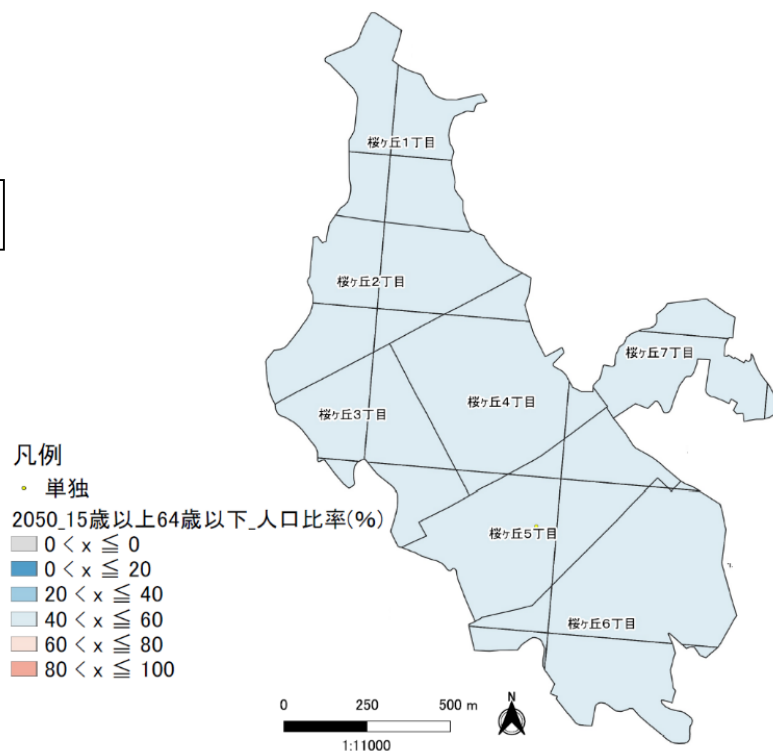 桜ヶ丘1丁目
桜ヶ丘2丁目
桜ヶ丘7丁目
桜ヶ丘3丁目
桜ヶ丘4丁目
桜ヶ丘5丁目
桜ヶ丘6丁目
凡例
単独
2050_15歳以上64歳以下_人口比率(%)
0 < x ≦ 0
0 < x ≦ 20
20 < x ≦ 40
40 < x ≦ 60
60 < x ≦ 80
80 < x ≦ 100
0 250 500 m
1:11000
N